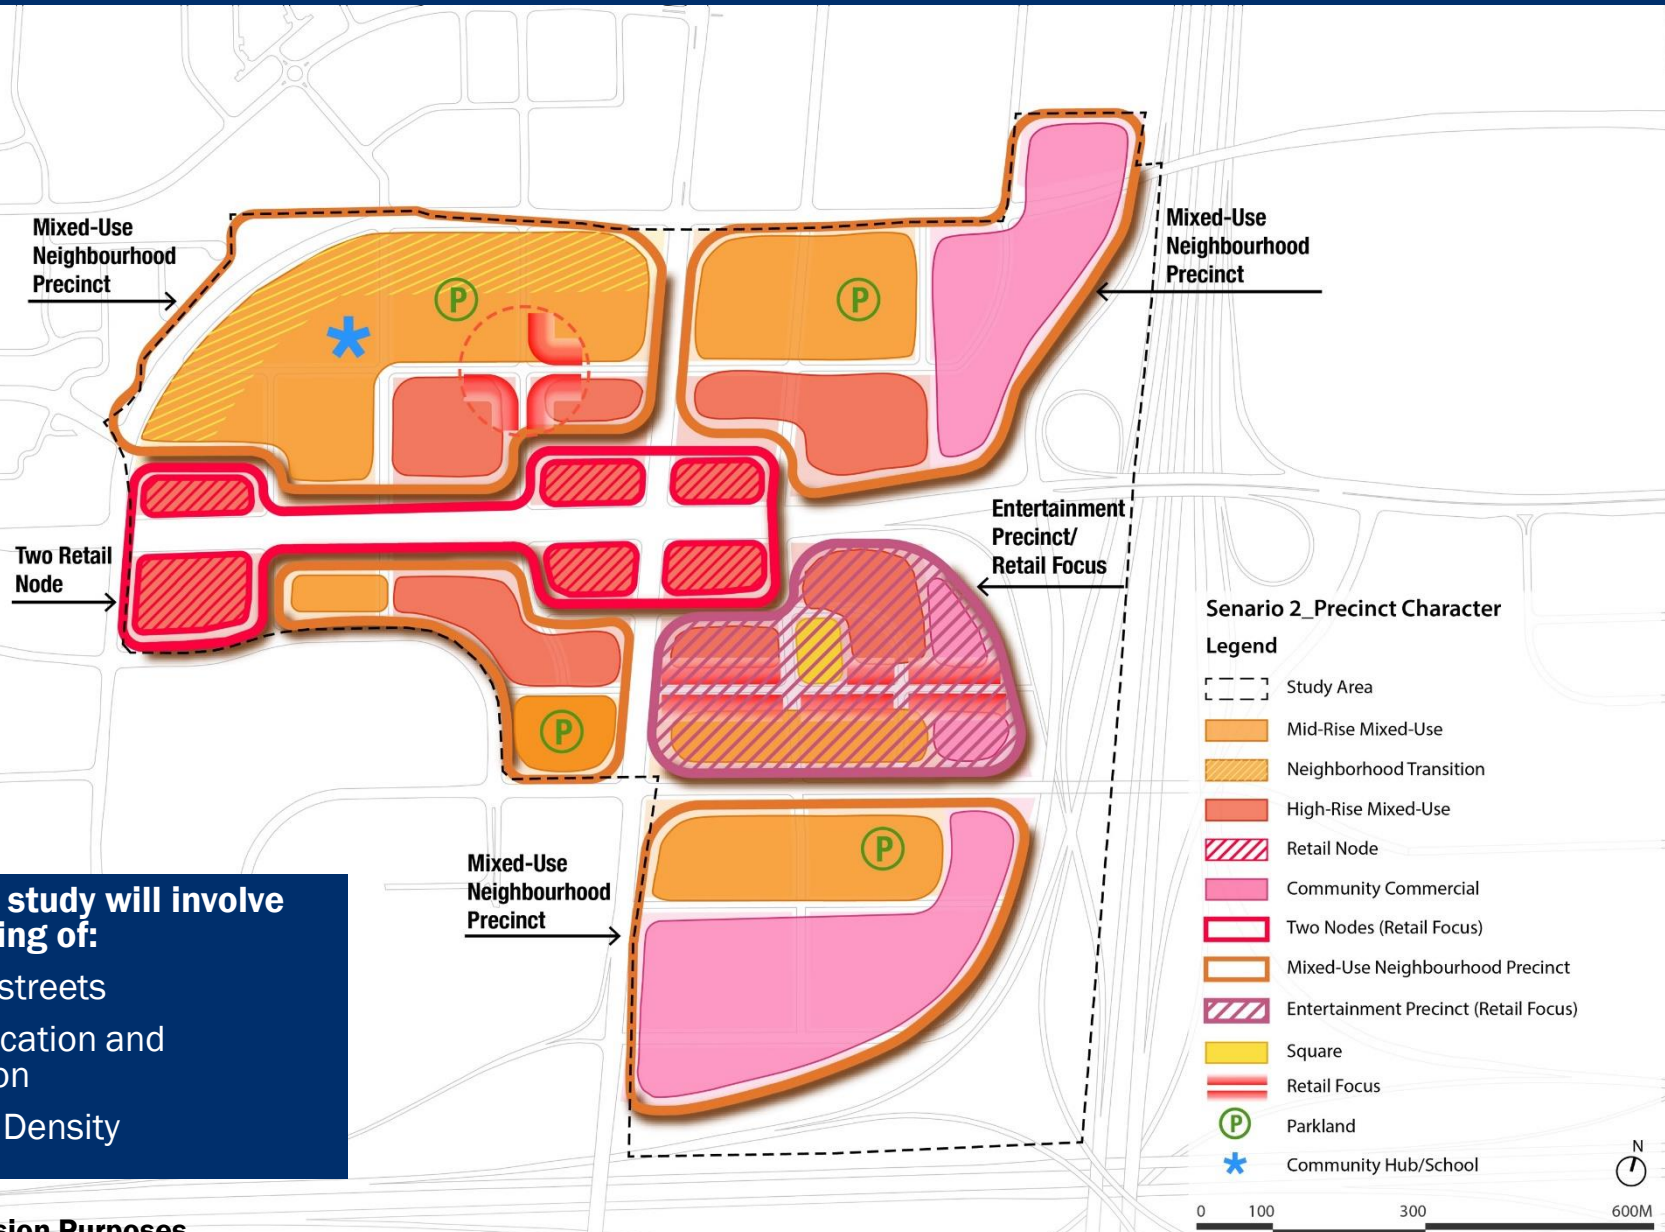 Mixed-Use
Neighbourhood
Precinct
Mixed-Use
Neighbourhood
Precinct
P
P
Entertainment
Precinct/
Retail Focus
Two Retail
Node
P
Mixed-Use
Neighbourhood
Precinct
P
study will involve
ing of:
streets
cation and
on
Density
sion Purposes
Senario 2_Precinct Character
Legend
Study Area
Mid-Rise Mixed-Use
Neighborhood Transition
High-Rise Mixed-Use
Retail Node
Community Commercial
Two Nodes (Retail Focus)
Mixed-Use Neighbourhood Precinct
Entertainment Precinct (Retail Focus)
Square
Retail Focus
P Parkland
Community Hub/School
N
0 100 300 600M